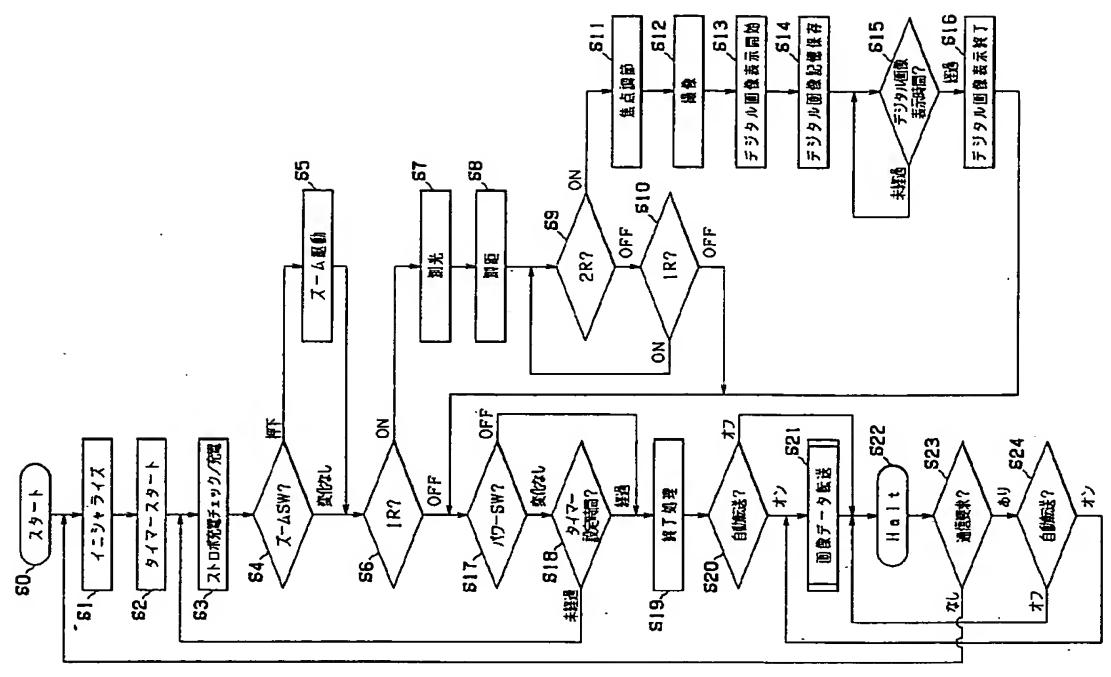 S0
スタート
S1
イニシャライズ
S2
タイマースタート
S3
ストロボ充電チェック/充電
S4
ズームSW?
押下
変化なし
S5
ズーム駆動
S6
1R?
ON
OFF
S7
測光
S8
測距
S9
2R?
ON
OFF
S10
1R?
ON
OFF
S11
焦点調節
S12
撮像
S13
デジタル画像表示開始
S14
デジタル画像記憶保存
S15
デジタル画像
表示時間?
未経過
経過
S16
デジタル画像表示終了
S17
パワーSW?
OFF
変化なし
S18
タイマー
設定時間?
未経過
経過
S19
終了処理
S20
自動転送?
オフ
オン
S21
画像データ転送
S22
Halt
S23
通信要求?
なし
あり
S24
自動転送?
オフ
オン